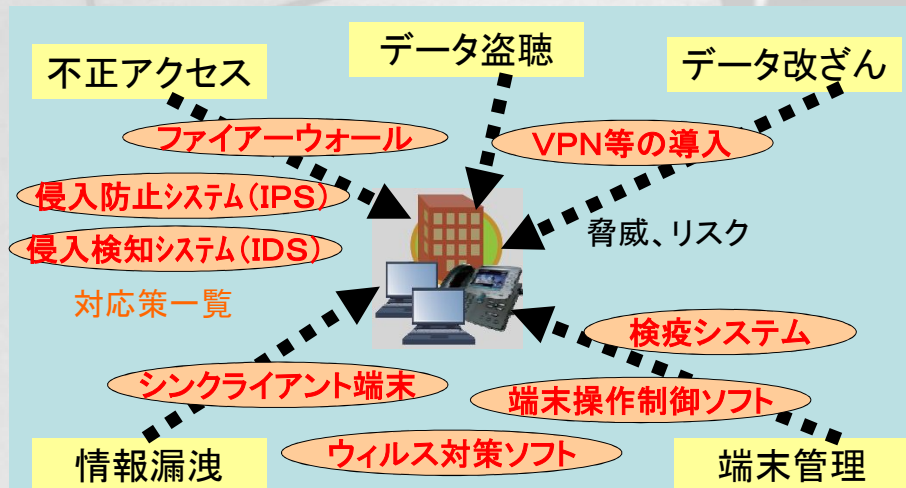 データ盗聴
不正アクセス
データ改ざん
ファイアーウォール
VPN等の導入
侵入防止システム(IPS)
脅威、リスク
侵入検知システム(IDS)
対応策一覧
検疫システム
シンクライアント端末
端末操作制御ソフト
ウィルス対策ソフト
情報漏洩
端末管理